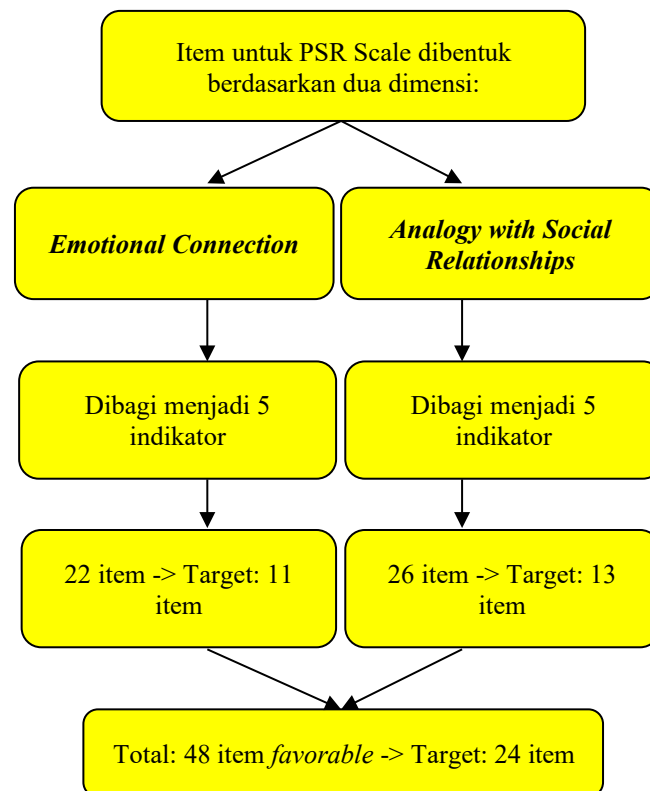 Item untuk PSR Scale dibentuk
berdasarkan dua dimensi:
Emotional Connection
Analogy with Social
Relationships
Dibagi menjadi 5
indikator
Dibagi menjadi 5
indikator
22 item -> Target: 11
item
26 item -> Target: 13
item
Total: 48 item favorable -> Target: 24 item